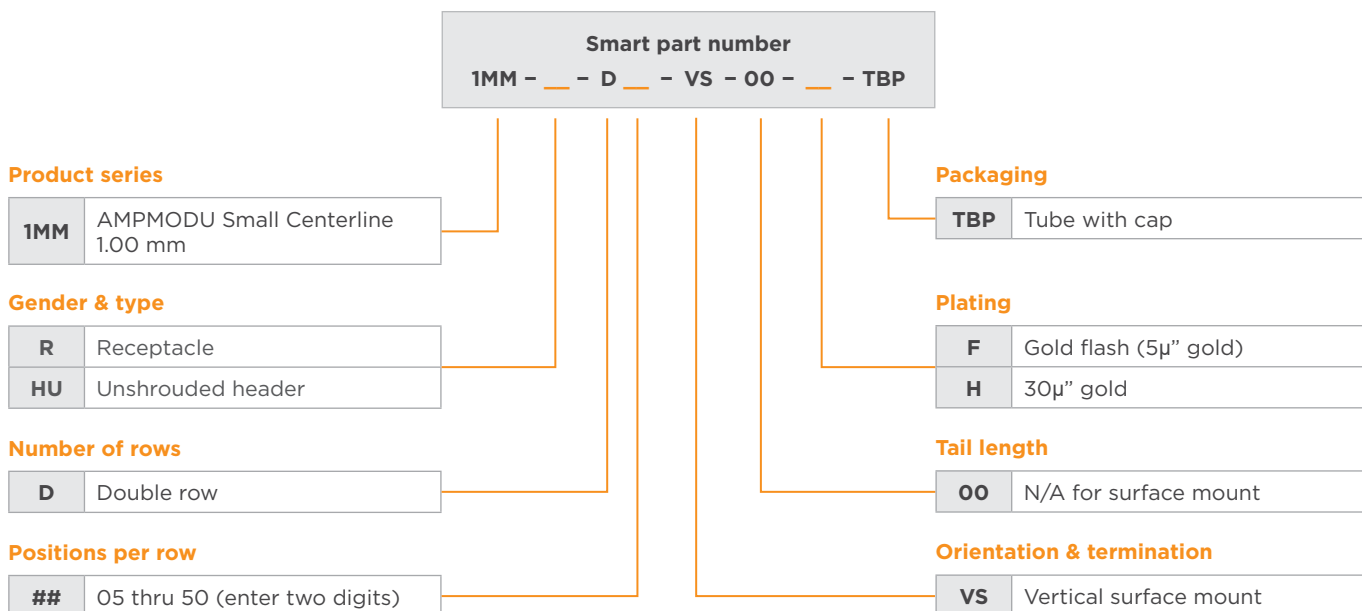 Smart part number
1MM – __ – D __ – VS – 00 – __ – TBP
Product series
1MM AMPMODU Small Centerline
1.00 mm
Gender & type
R Receptacle
HU Unshrouded header
Number of rows
D Double row
Positions per row
## 05 thru 50 (enter two digits)
Packaging
TBP Tube with cap
Plating
F Gold flash (5µ” gold)
H 30µ” gold
Tail length
00 N/A for surface mount
Orientation & termination
VS Vertical surface mount